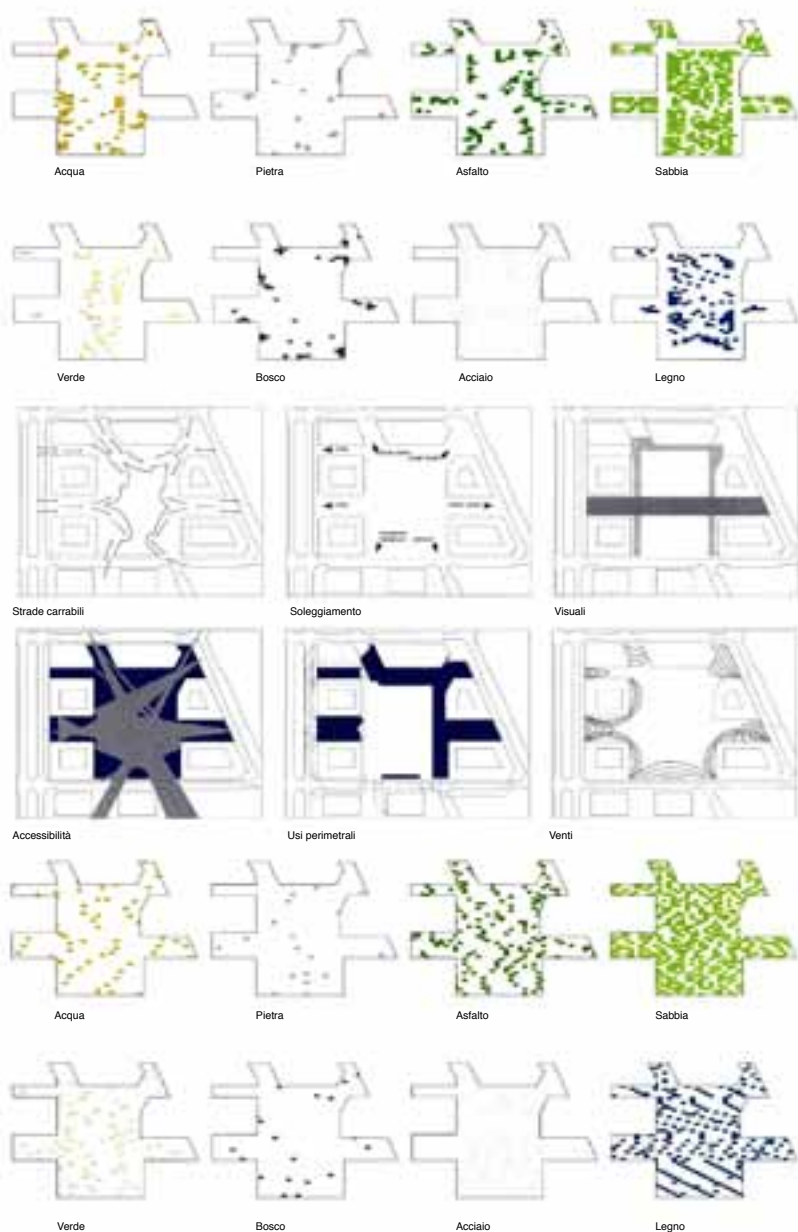 Acqua
Pietra
Asfalto
Sabbia
Verde
Bosco
Acciaio
Legno
Strade carrabili
Soleggiamento
Visuali
Accessibilità
Usi perimetrali
Venti
Acqua
Pietra
Asfalto
Sabbia
Verde
Bosco
Acciaio
Legno